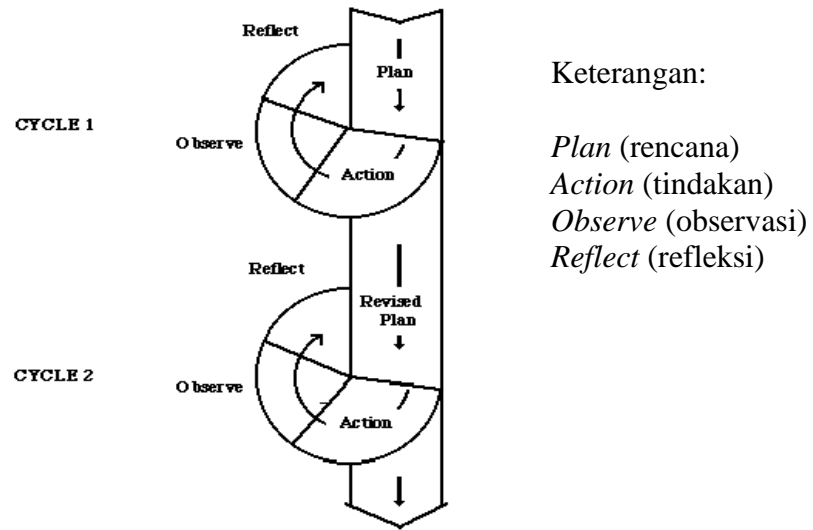 Reflect
Plan
CYCLE 1
Observe
Action
Reflect
Revised
Plan
CYCLE 2
Observe
Action
Keterangan:
Plan (rencana)
Action (tindakan)
Observe (observasi)
Reflect (refleksi)